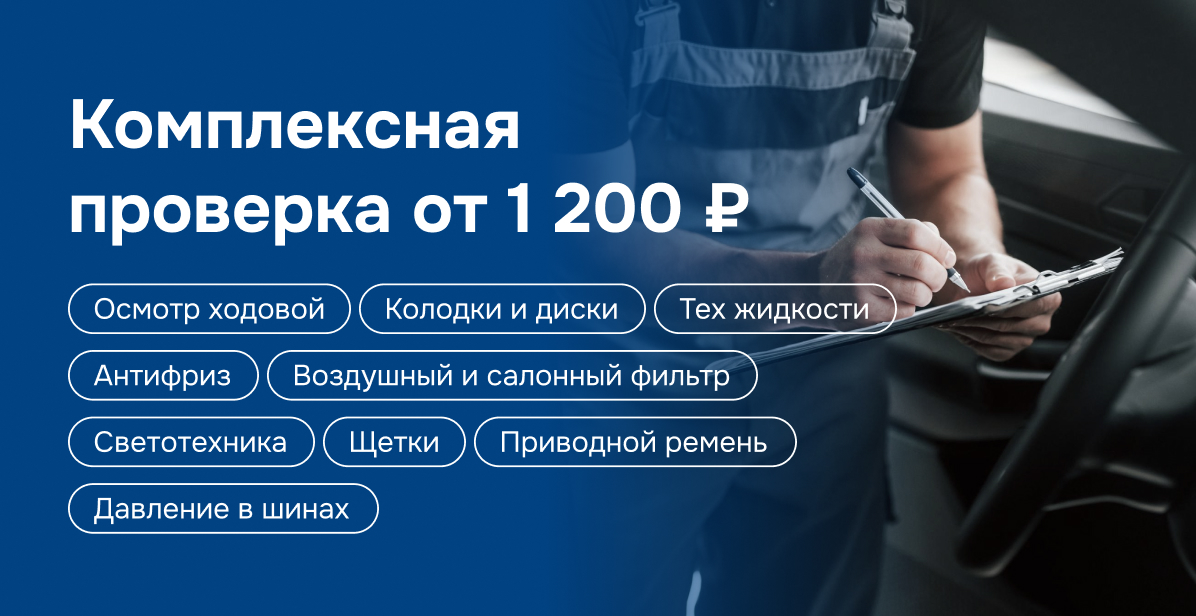 Комплексная
проверка от 1 200 ₽
Осмотр ходовой Колодки и диски Тех жидкости
Антифриз Воздушный и салонный фильтр
Светотехника Щетки Приводной ремень
Давление в шинах